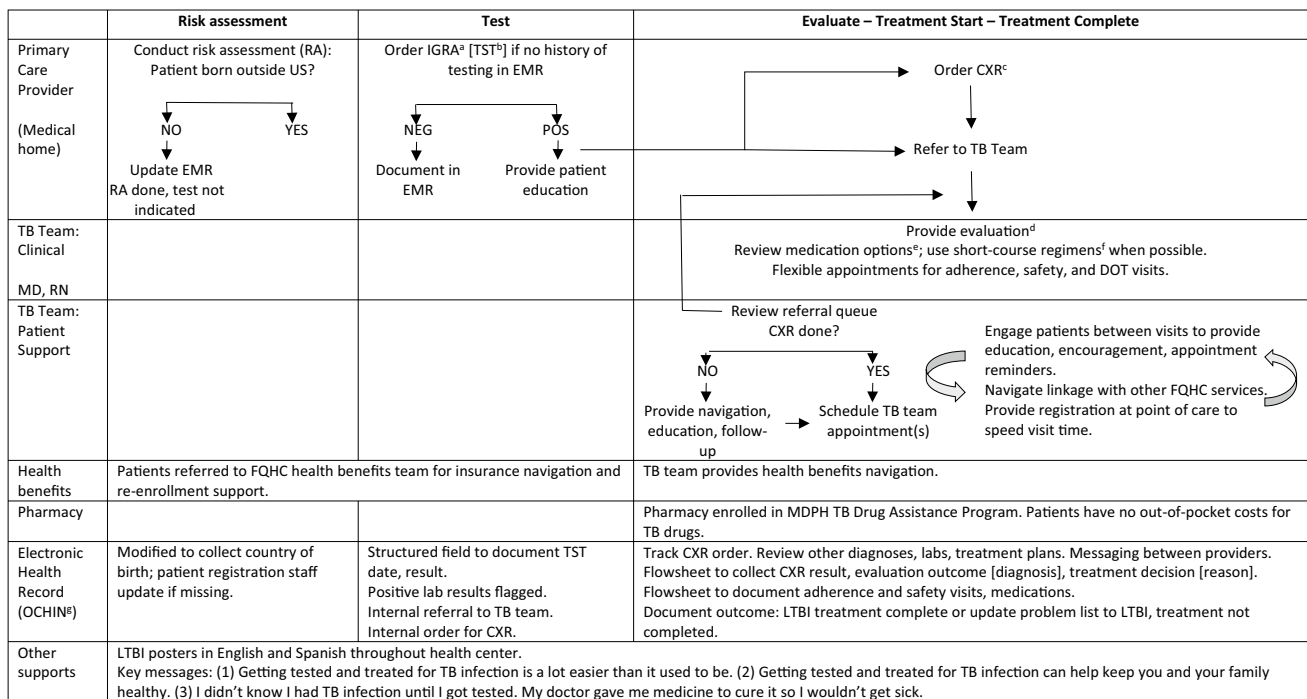 Risk assessment
Test
Evaluate – Treatment Start – Treatment Complete
Primary
Care
Provider
(Medical
home)
Conduct risk assessment (RA):
Patient born outside US?
NO
YES
Update EMR
RA done, test not
indicated
Order IGRAᵃ [TSTᵇ] if no history of
testing in EMR
NEG
POS
Document in
EMR
Provide patient
education
Order CXRᶜ
Refer to TB Team
TB Team:
Clinical
MD, RN
Provide evaluationᵈ
Review medication optionsᵉ; use short-course regimensᶠ when possible.
Flexible appointments for adherence, safety, and DOT visits.
TB Team:
Patient
Support
Review referral queue
CXR done?
NO
YES
Provide navigation,
education, follow-
up
Schedule TB team
appointment(s)
Engage patients between visits to provide
education, encouragement, appointment
reminders.
Navigate linkage with other FQHC services.
Provide registration at point of care to
speed visit time.
Health
benefits
Patients referred to FQHC health benefits team for insurance navigation and
re-enrollment support.
TB team provides health benefits navigation.
Pharmacy
Pharmacy enrolled in MDPH TB Drug Assistance Program. Patients have no out-of-pocket costs for
TB drugs.
Electronic
Health
Record
(OCHINᵍ)
Modified to collect country of
birth; patient registration staff
update if missing.
Structured field to document TST
date, result.
Positive lab results flagged.
Internal referral to TB team.
Internal order for CXR.
Track CXR order. Review other diagnoses, labs, treatment plans. Messaging between providers.
Flowsheet to collect CXR result, evaluation outcome [diagnosis], treatment decision [reason].
Flowsheet to document adherence and safety visits, medications.
Document outcome: LTBI treatment complete or update problem list to LTBI, treatment not
completed.
Other
supports
LTBI posters in English and Spanish throughout health center.
Key messages: (1) Getting tested and treated for TB infection is a lot easier than it used to be. (2) Getting tested and treated for TB infection can help keep you and your family
healthy. (3) I didn't know I had TB infection until I got tested. My doctor gave me medicine to cure it so I wouldn't get sick.